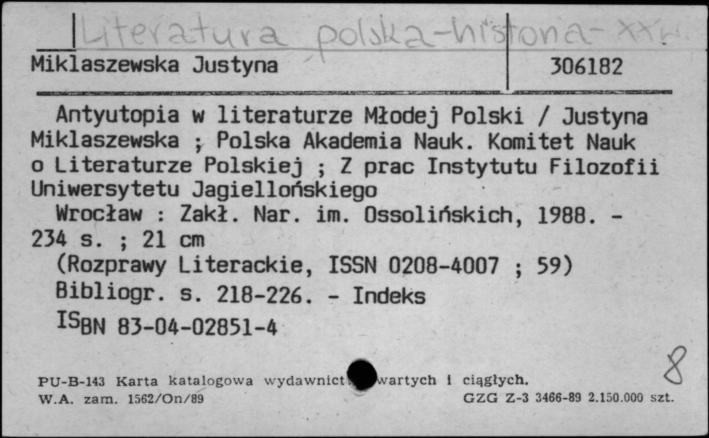 Literatura polska-historia-XXw.
Miklaszewska Justyna 306182
Antyutopia w literaturze Młodej Polski / Justyna
Miklaszewska ; Polska Akademia Nauk. Komitet Nauk
o Literaturze Polskiej ; Z prac Instytutu Filozofii
Uniwersytetu Jagiellońskiego
Wrocław : Zakł. Nar. im. Ossolińskich, 1988. -
234 s. ; 21 cm
(Rozprawy Literackie, ISSN 0208-4007 ; 59)
Bibliogr. s. 218-226. - Indeks
ISBN 83-04-02851-4
8
PU-B-143 Karta katalogowa wydawnict wartych i ciągłych.
W.A. zam. 1562/On/89 GZG Z-3 3466-89 2.150.000 szt.